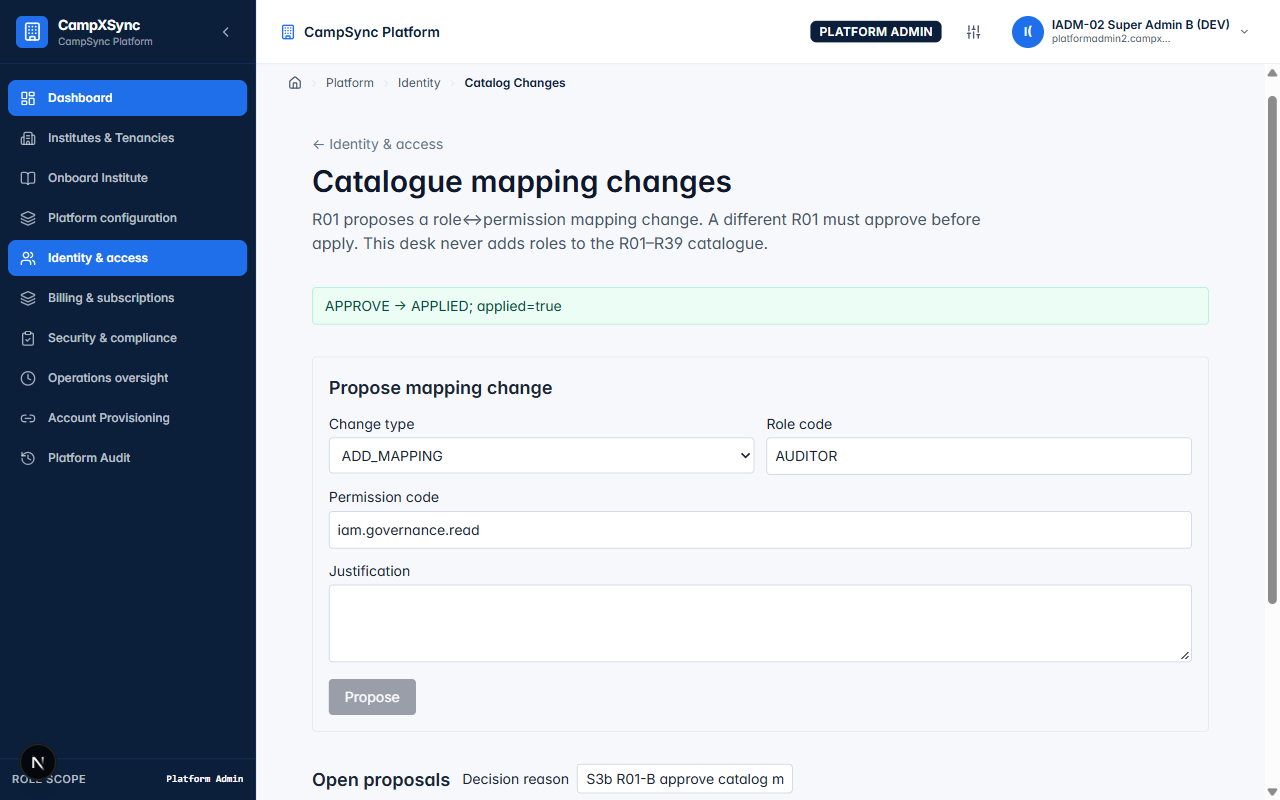 CampXSync
CampSync Platform
Dashboard
Institutes & Tenancies
Onboard Institute
Platform configuration
Identity & access
Billing & subscriptions
Security & compliance
Operations oversight
Account Provisioning
Platform Audit
N
SCOPE
Platform Admin
CampSync Platform
PLATFORM ADMIN
I(
IADM-02 Super Admin B (DEV)
platformadmin2.campx...
Platform
Identity
Catalog Changes
← Identity & access
Catalogue mapping changes
R01 proposes a role↔permission mapping change. A different R01 must approve before
apply. This desk never adds roles to the R01–R39 catalogue.
APPROVE → APPLIED; applied=true
Propose mapping change
Change type
Role code
ADD_MAPPING
AUDITOR
Permission code
iam.governance.read
Justification
Propose
Open proposals
Decision reason
S3b R01-B approve catalog m